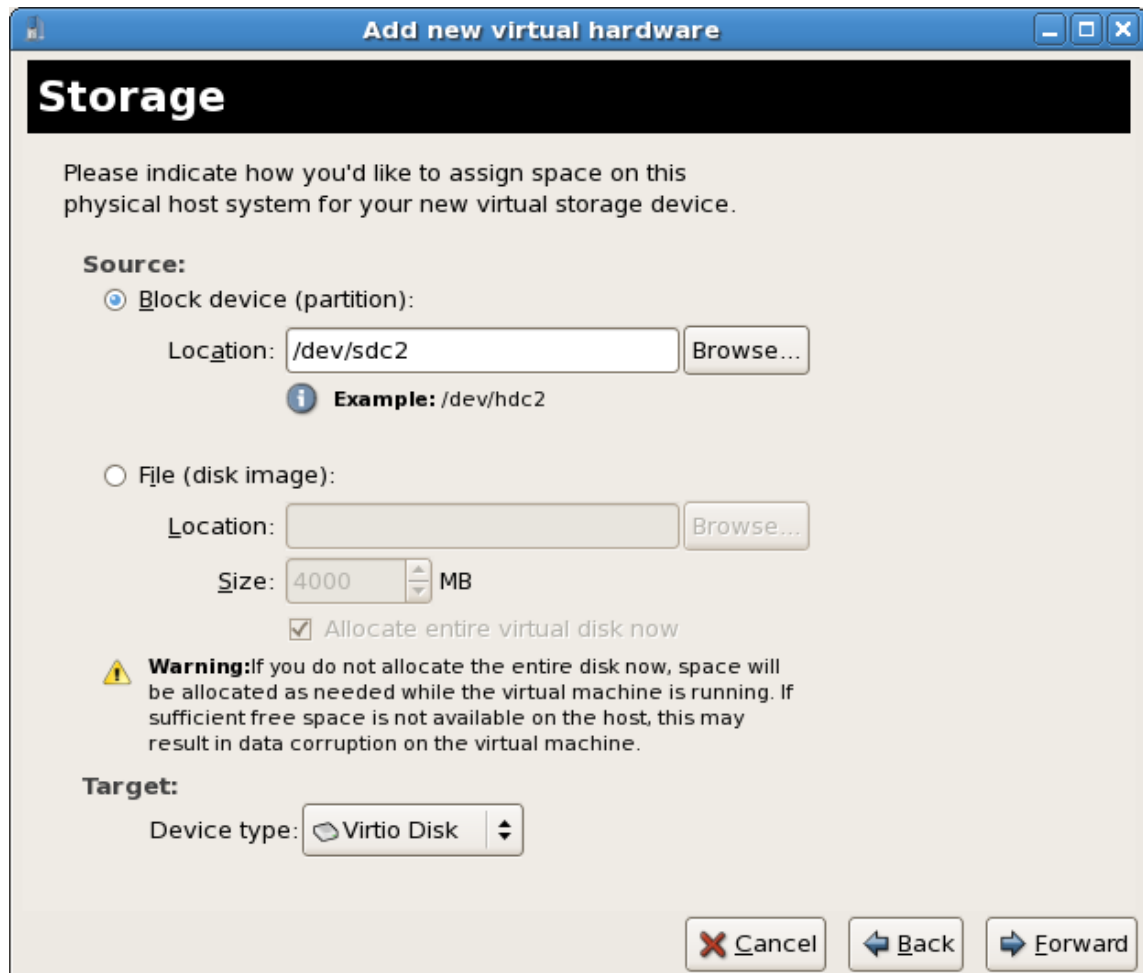 Add new virtual hardware
Storage
Please indicate how you'd like to assign space on this
physical host system for your new virtual storage device.
Source:
Block device (partition):
Location: /dev/sdc2 Browse...
Example: /dev/hdc2
File (disk image):
Location: Browse...
Size: 4000 MB
Allocate entire virtual disk now
Warning:If you do not allocate the entire disk now, space will
be allocated as needed while the virtual machine is running. If
sufficient free space is not available on the host, this may
result in data corruption on the virtual machine.
Target:
Device type: Virtio Disk
Cancel Back Forward